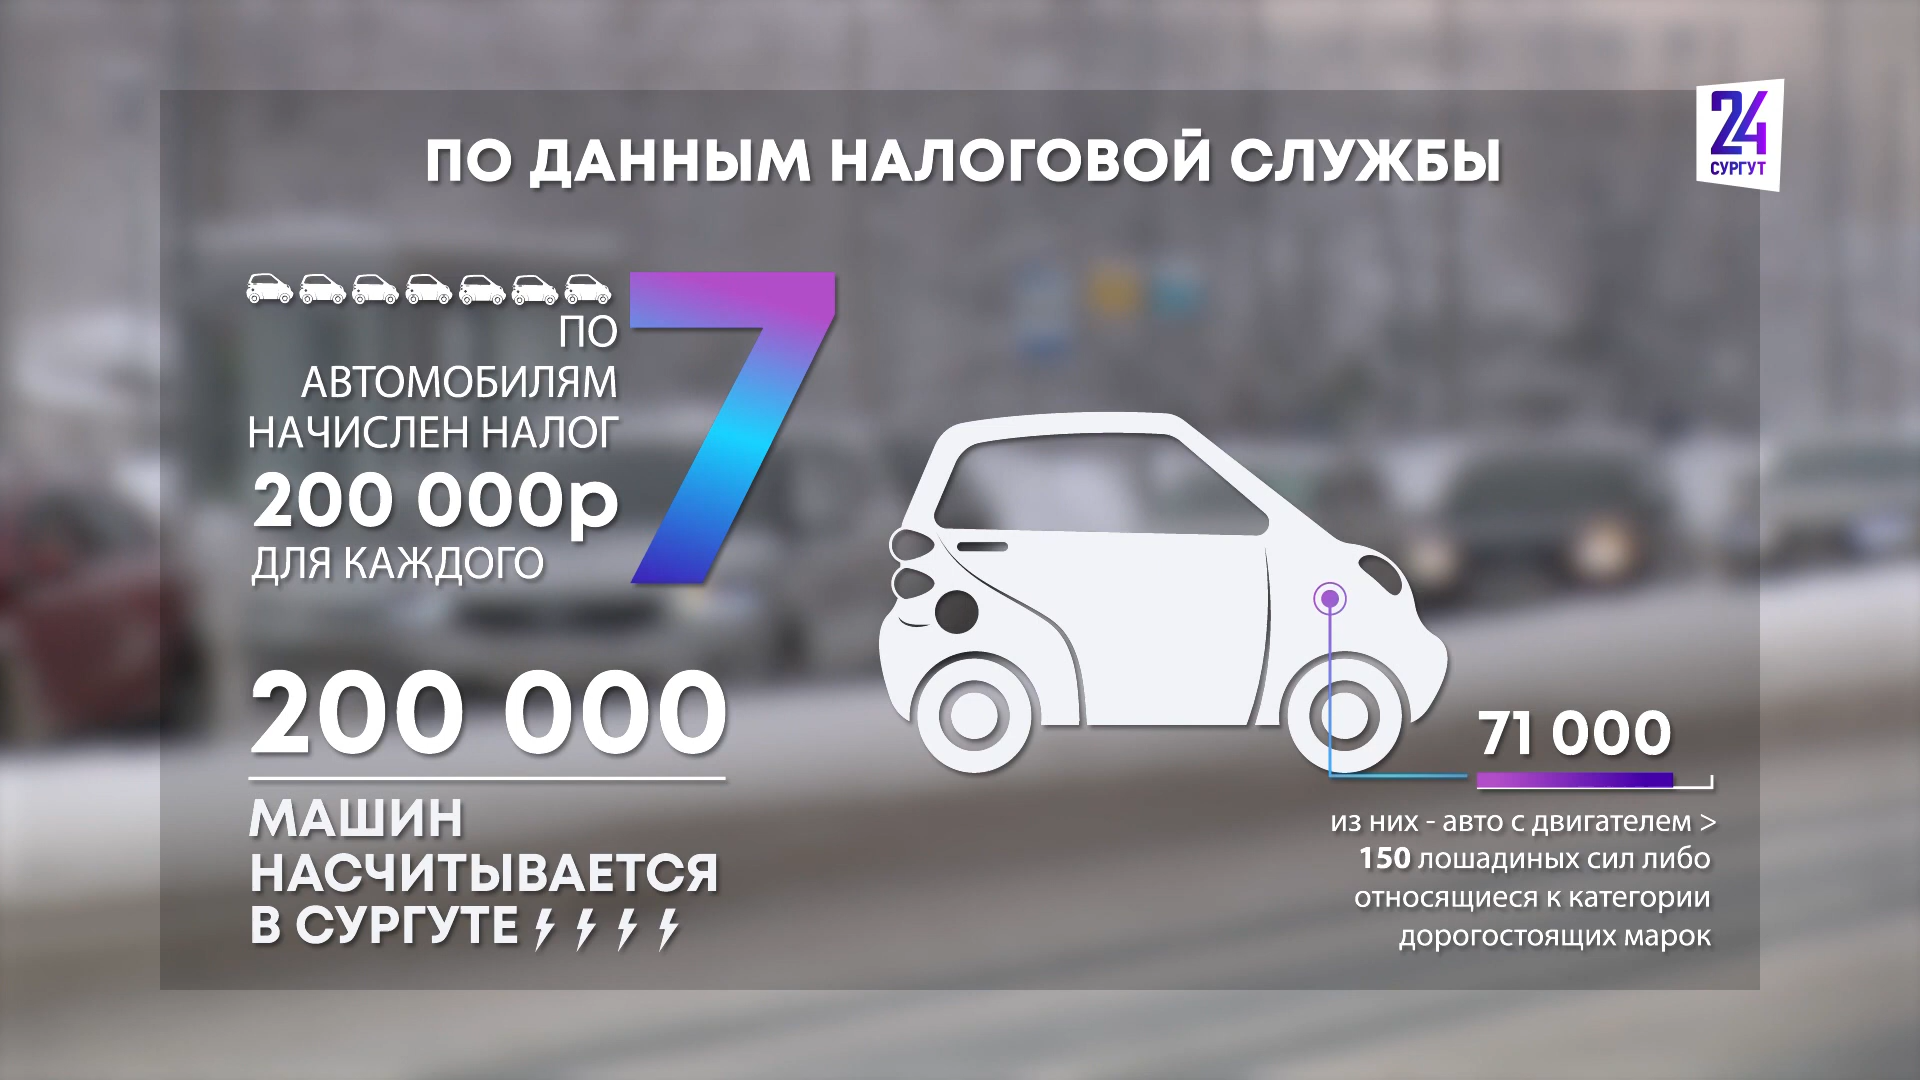 ПО ДАННЫМ НАЛОГОВОЙ СЛУЖБЫ
24
СУРГУТ
ПО
АВТОМОБИЛЯМ
НАЧИСЛЕН НАЛОГ
200 000р
ДЛЯ КАЖДОГО
7
200 000
МАШИН
НАСЧИТЫВАЕТСЯ
В СУРГУТЕ
71 000
из них - авто с двигателем >
150 лошадиных сил либо
относящиеся к категории
дорогостоящих марок